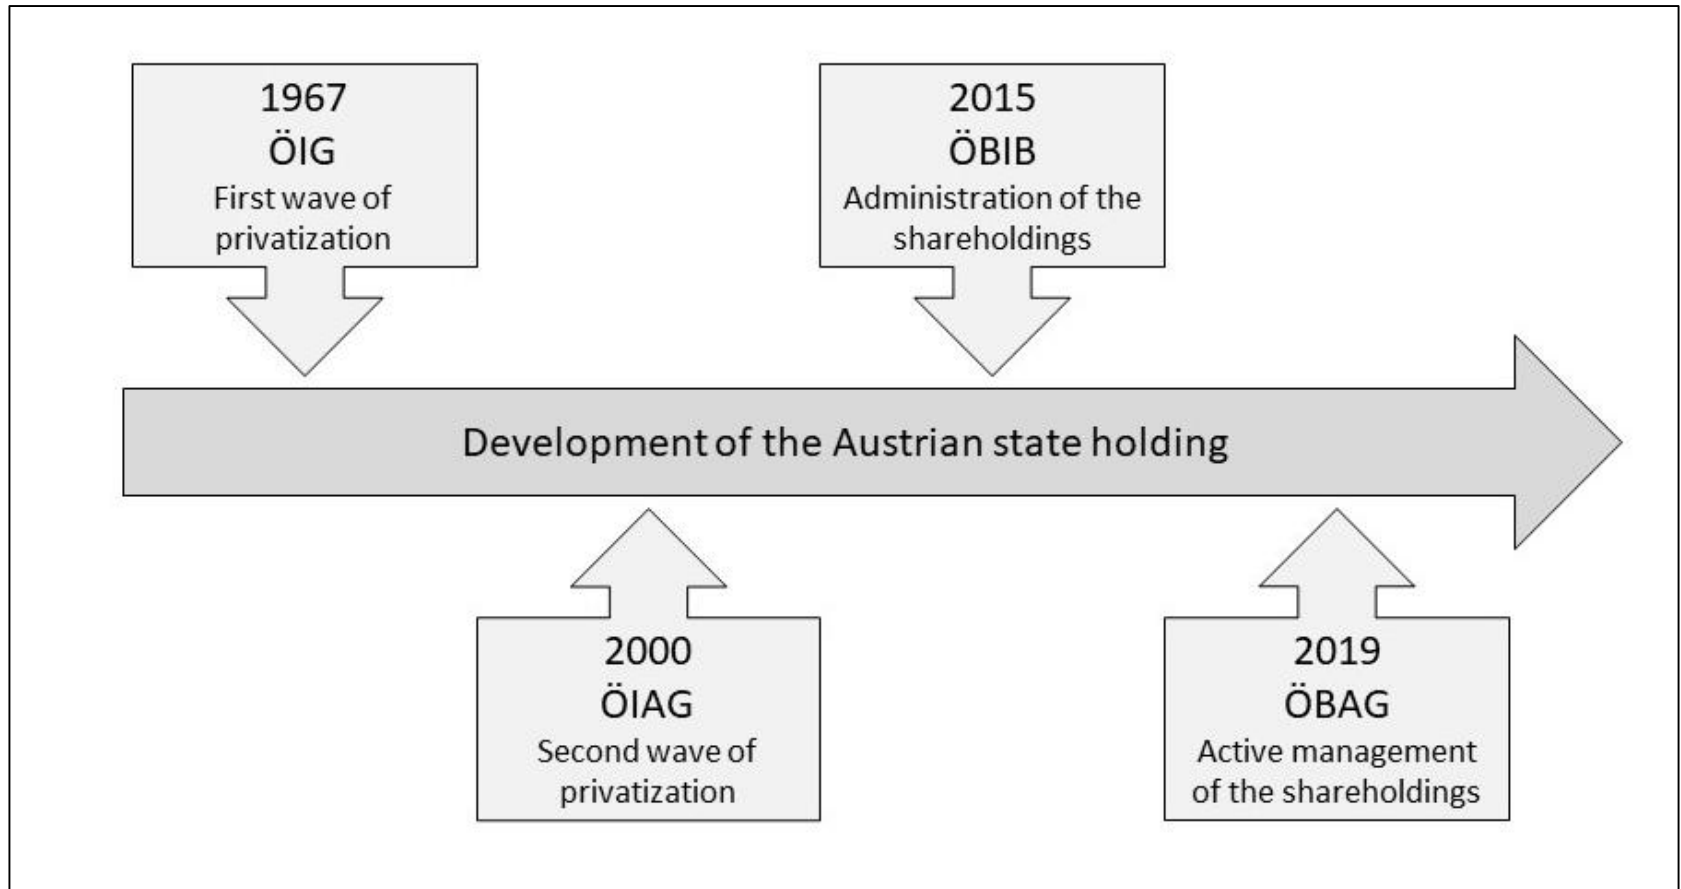 1967
ÖIG
First wave of
privatization
2015
ÖBIB
Administration of the
shareholdings
Development of the Austrian state holding
2000
ÖIAG
Second wave of
privatization
2019
ÖBAG
Active management
of the shareholdings